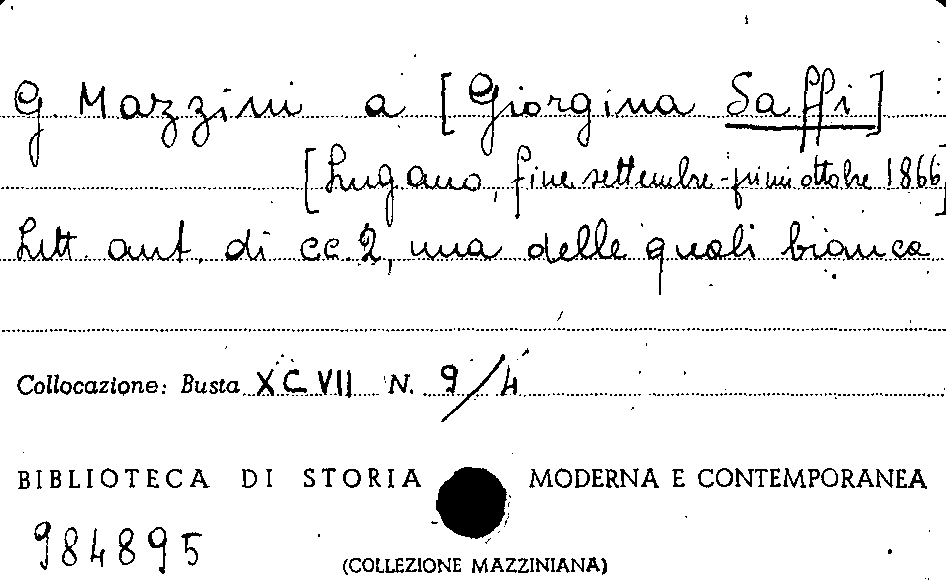 G. Mazzini a [Giorgina Saffi]
[Lugano, fine settembre - primi ottobre 1866]
Lett. aut. di cc. 2, una delle quali bianca
Collocazione: Busta XCVII N. 9/4
BIBLIOTECA DI STORIA MODERNA E CONTEMPORANEA
984895
(COLLEZIONE MAZZINIANA)